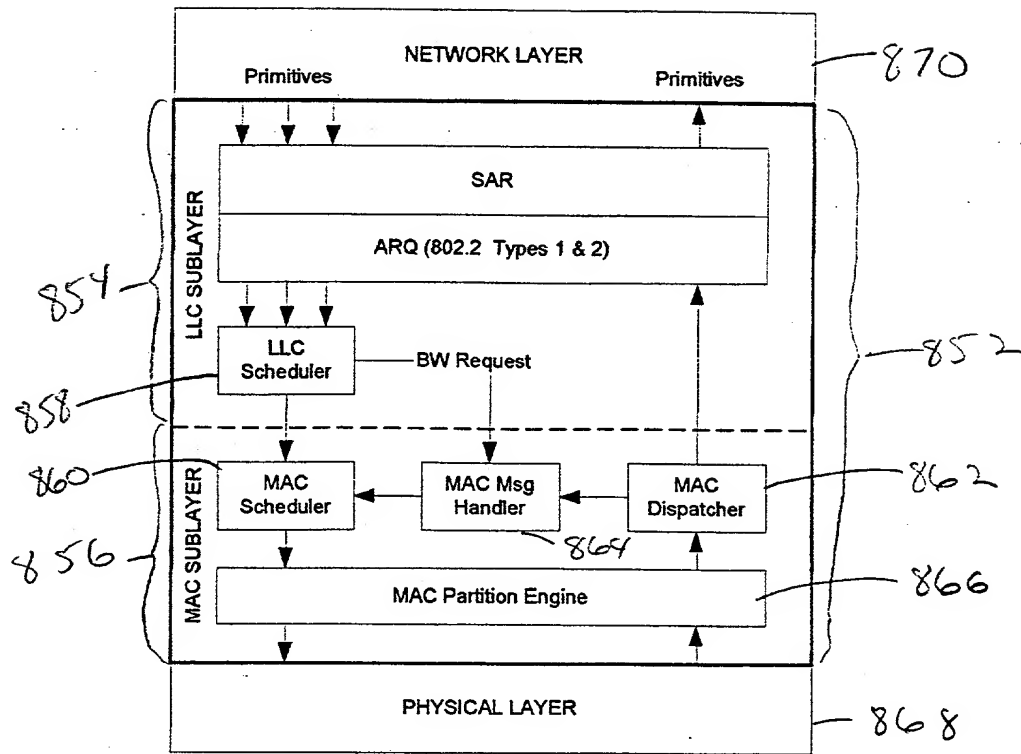 NETWORK LAYER
870
Primitives
Primitives
SAR
ARQ (802.2 Types 1 & 2)
LLC SUBLAYER
854
LLC
Scheduler
BW Request
852
858
860
MAC
Scheduler
MAC Msg
Handler
MAC
Dispatcher
862
864
856
MAC SUBLAYER
MAC Partition Engine
866
PHYSICAL LAYER
868